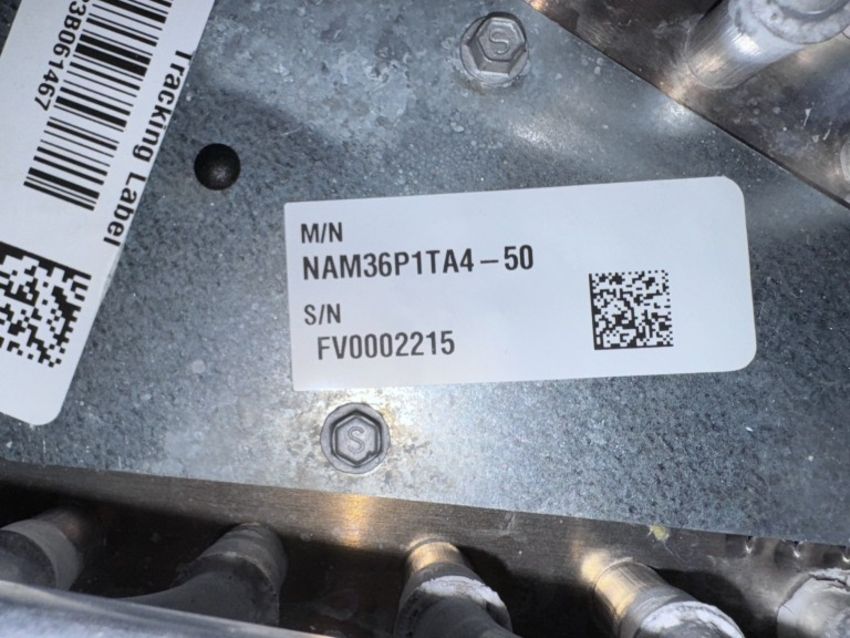 3B061467
Tracking Label
S
M/N
NAM36P1TA4-50
S/N
FV0002215
S